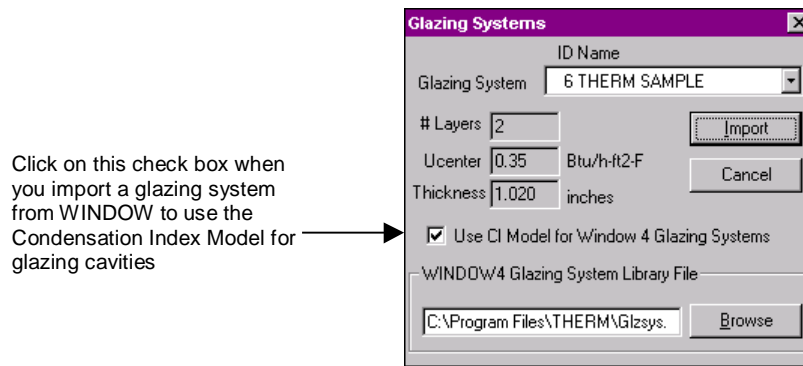 Click on this check box when
you import a glazing system
from WINDOW to use the
Condensation Index Model for
glazing cavities
Glazing Systems
ID Name
Glazing System 6 THERM SAMPLE
# Layers 2
Import
Ucenter 0.35 Btu/h-ft2-F
Cancel
Thickness 1.020 inches
Use CI Model for Window 4 Glazing Systems
WINDOW4 Glazing System Library File
C:\Program Files\THERM\Glzsys. Browse